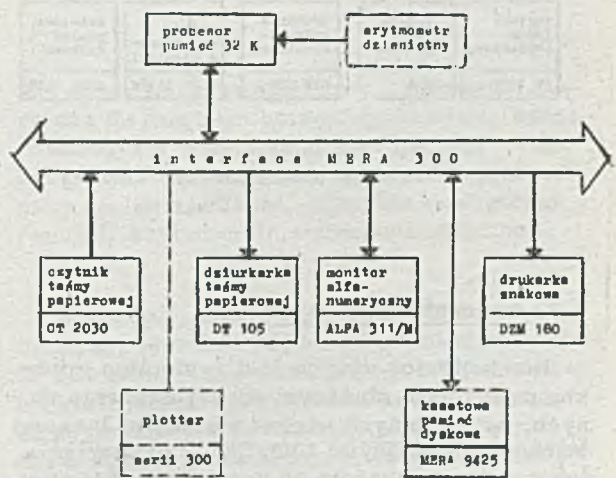 procesor
pamięć 32 K
arytmometr
dziesiętny
interface MERA 300
czytnik
taśmy
papierowej
CT 2030
dziurkarka
taśmy
papierowej
DT 105
monitor
alfa-
numeryczny
ALFA 311/M
drukarka
znakowa
DZM 180
plotter
serii 300
kasetowa
pamięć
dyskowa
MERA 9425